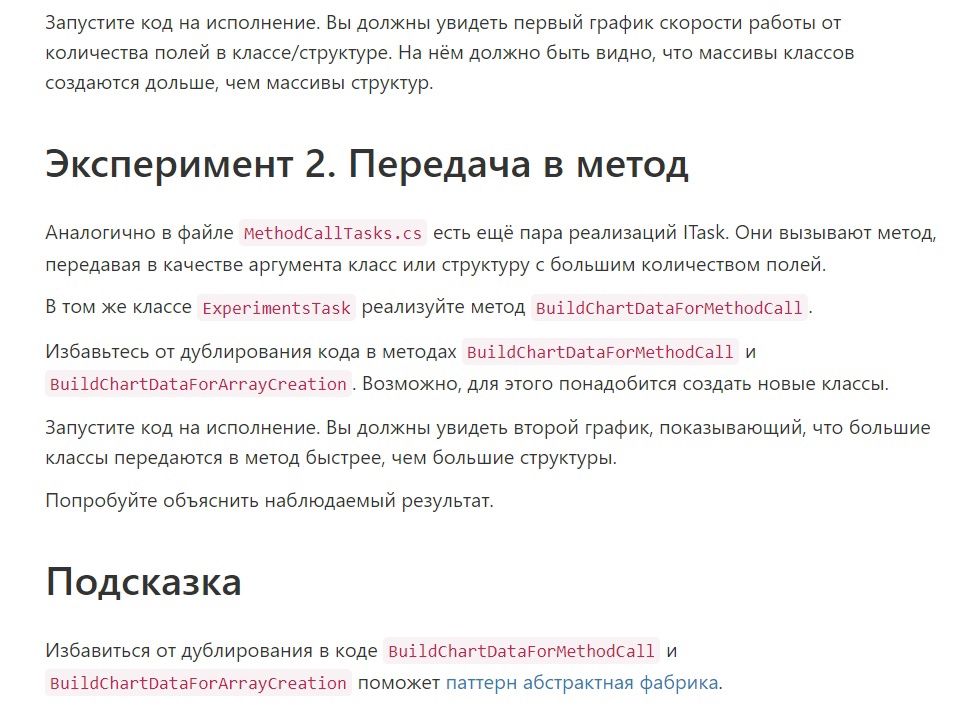 Запустите код на исполнение. Вы должны увидеть первый график скорости работы от
количества полей в классе/структуре. На нём должно быть видно, что массивы классов
создаются дольше, чем массивы структур.
Эксперимент 2. Передача в метод
Аналогично в файле MethodCallTasks.cs есть ещё пара реализаций ITask. Они вызывают метод,
передавая в качестве аргумента класс или структуру с большим количеством полей.
В том же классе ExperimentsTask реализуйте метод BuildChartDataForMethodCall.
Избавьтесь от дублирования кода в методах BuildChartDataForMethodCall и
BuildChartDataForArrayCreation. Возможно, для этого понадобится создать новые классы.
Запустите код на исполнение. Вы должны увидеть второй график, показывающий, что большие
классы передаются в метод быстрее, чем большие структуры.
Попробуйте объяснить наблюдаемый результат.
Подсказка
Избавиться от дублирования в коде BuildChartDataForMethodCall и
BuildChartDataForArrayCreation поможет паттерн абстрактная фабрика.